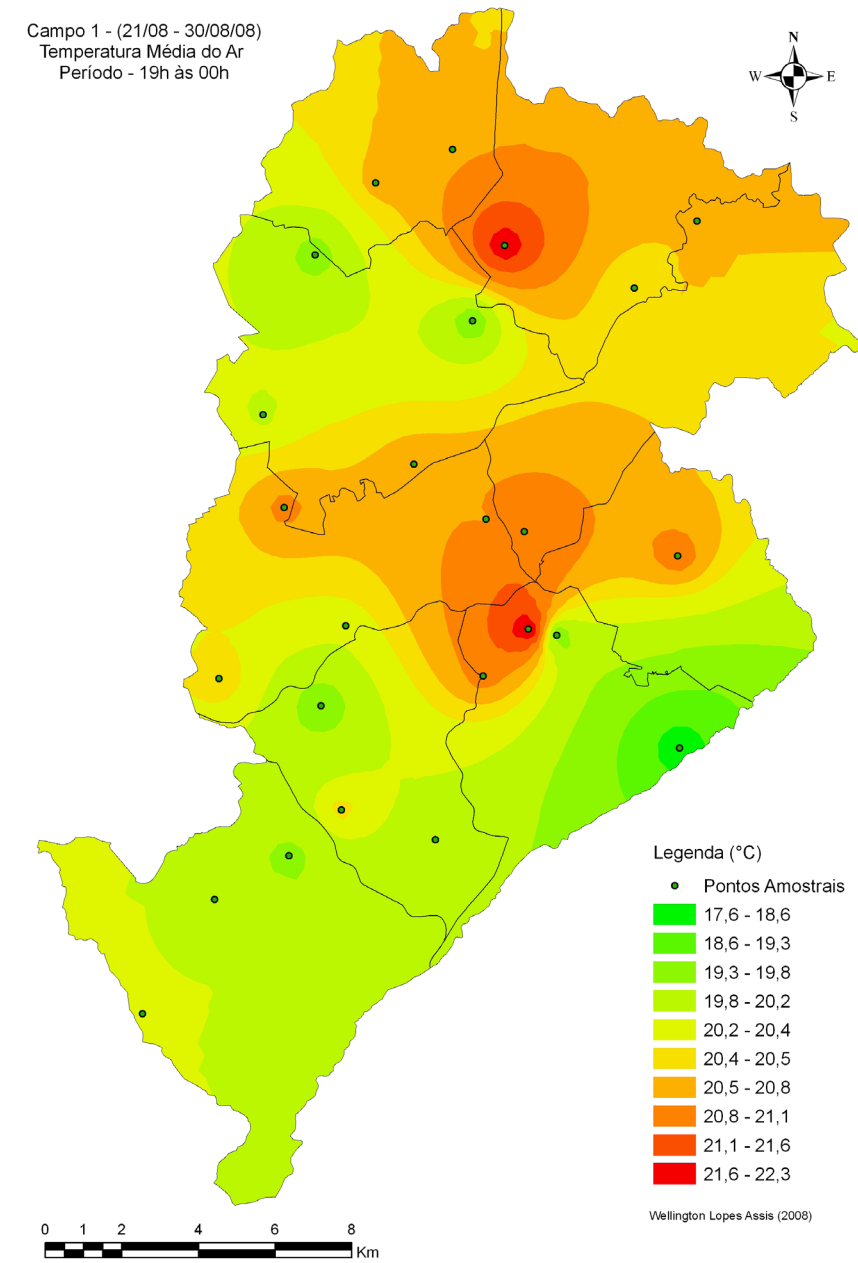 Campo 1 - (21/08 - 30/08/08)
Temperatura Média do Ar
Período - 19h às 00h
N
W E
S
Legenda (°C)
Pontos Amostrais
17,6 - 18,6
18,6 - 19,3
19,3 - 19,8
19,8 - 20,2
20,2 - 20,4
20,4 - 20,5
20,5 - 20,8
20,8 - 21,1
21,1 - 21,6
21,6 - 22,3
Wellington Lopes Assis (2008)
0 1 2 4 6 8
Km